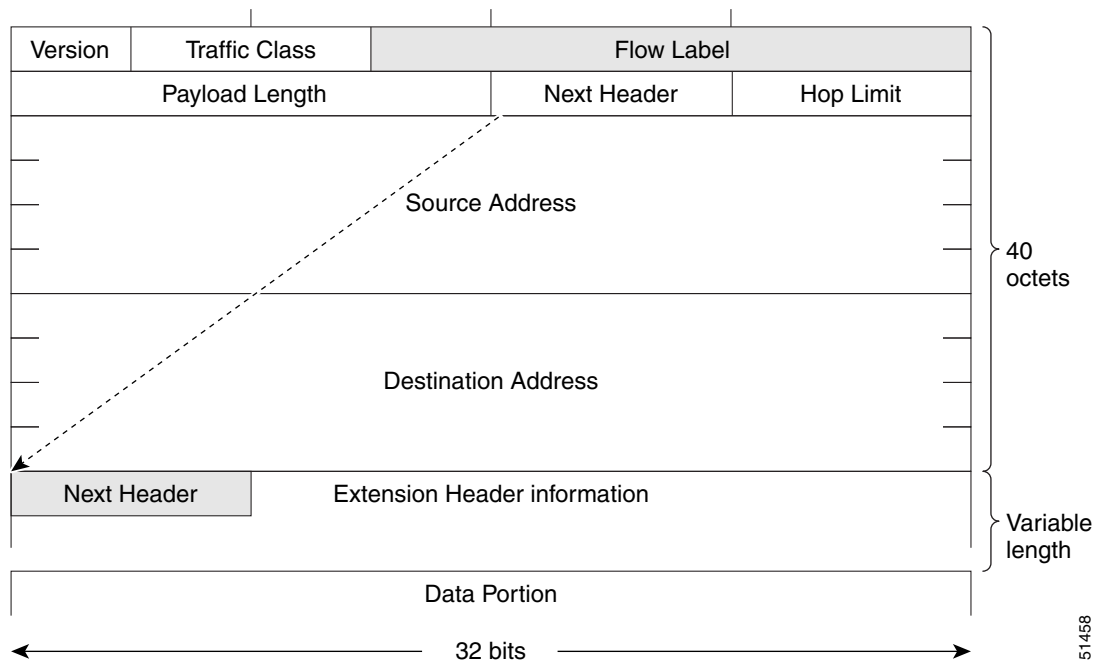 Version Traffic Class Flow Label
Payload Length Next Header Hop Limit
Source Address
40
octets
Destination Address
Next Header Extension Header information
Variable
length
Data Portion
32 bits
51458